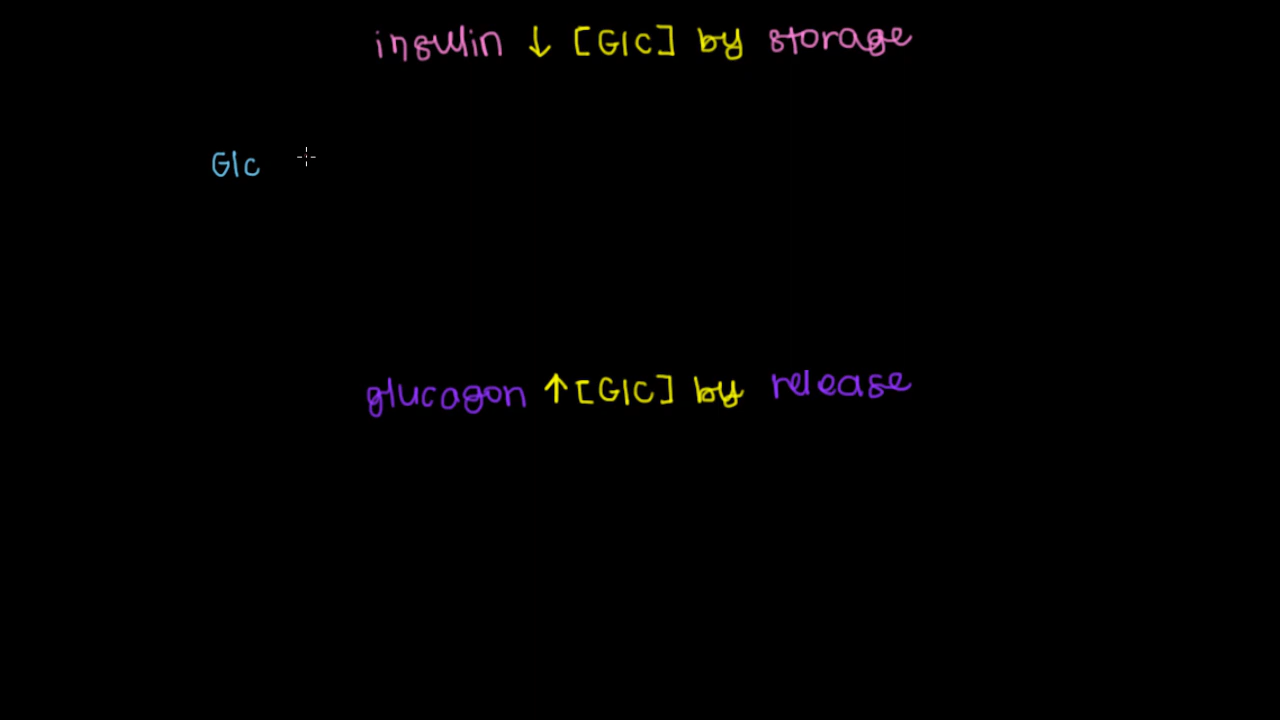 insulin ↓ [Glc] by storage
Glc
glucagon ↑ [Glc] by release